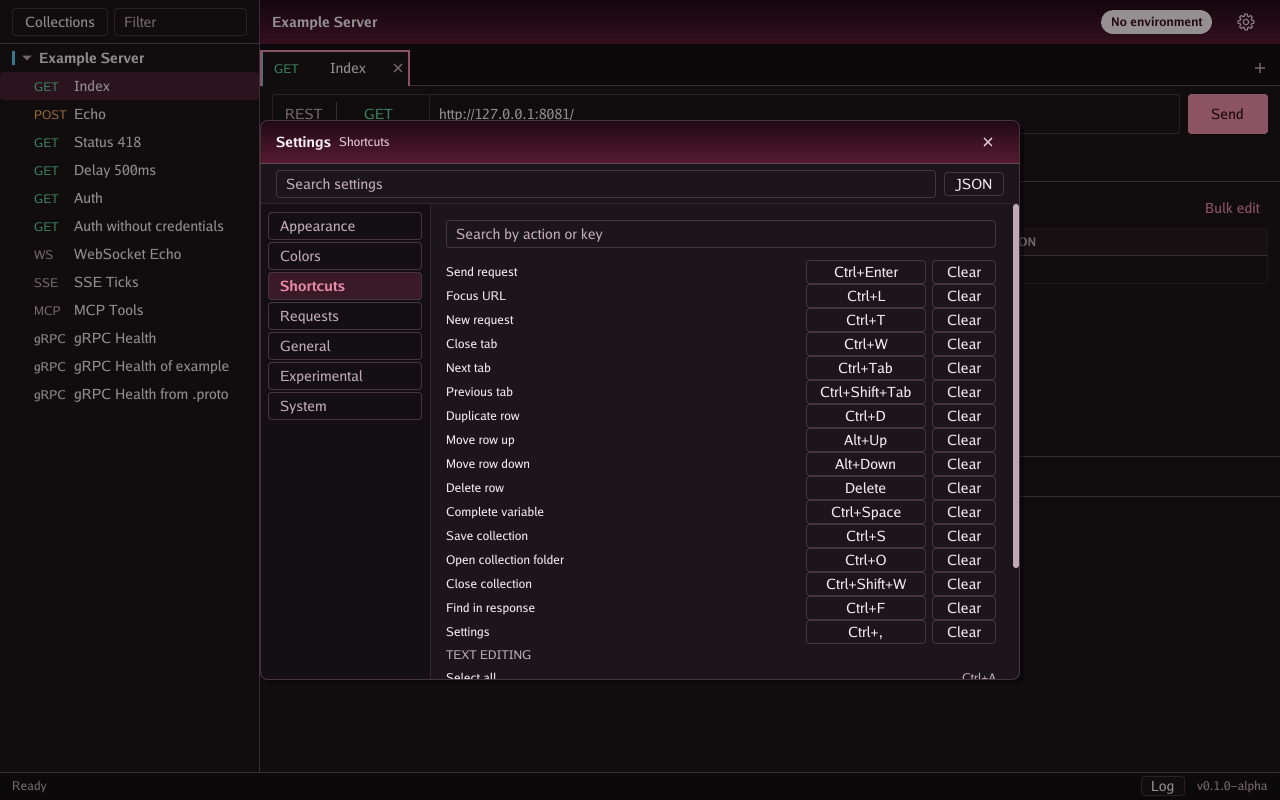 Collections
Filter
Example Server
No environment
Example Server
GET Index
POST Echo
GET Status 418
GET Delay 500ms
GET Auth
GET Auth without credentials
WS WebSocket Echo
SSE SSE Ticks
MCP MCP Tools
gRPC gRPC Health
gRPC gRPC Health of example
gRPC gRPC Health from .proto
GET Index
REST GET http://127.0.0.1:8081/ Send
Bulk edit
Settings Shortcuts
Search settings JSON
Appearance
Colors
Shortcuts
Requests
General
Experimental
System
Search by action or key
Send request Ctrl+Enter Clear
Focus URL Ctrl+L Clear
New request Ctrl+T Clear
Close tab Ctrl+W Clear
Next tab Ctrl+Tab Clear
Previous tab Ctrl+Shift+Tab Clear
Duplicate row Ctrl+D Clear
Move row up Alt+Up Clear
Move row down Alt+Down Clear
Delete row Delete Clear
Complete variable Ctrl+Space Clear
Save collection Ctrl+S Clear
Open collection folder Ctrl+O Clear
Close collection Ctrl+Shift+W Clear
Find in response Ctrl+F Clear
Settings Ctrl+, Clear
TEXT EDITING
Select all Ctrl+A
Ready
Log v0.1.0-alpha